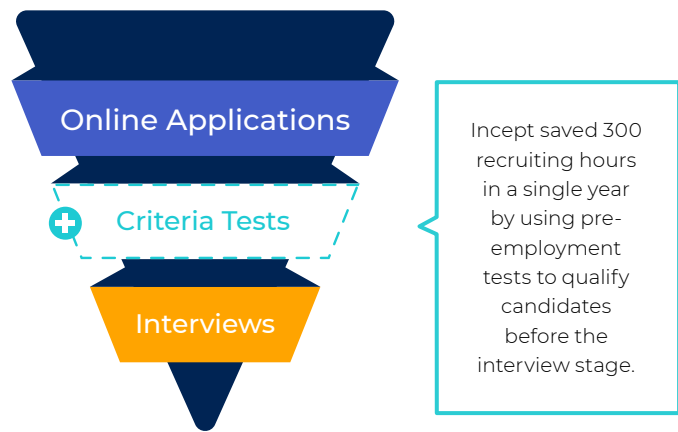 Online Applications
Criteria Tests
Interviews
Incept saved 300
recruiting hours
in a single year
by using pre-
employment
tests to qualify
candidates
before the
interview stage.